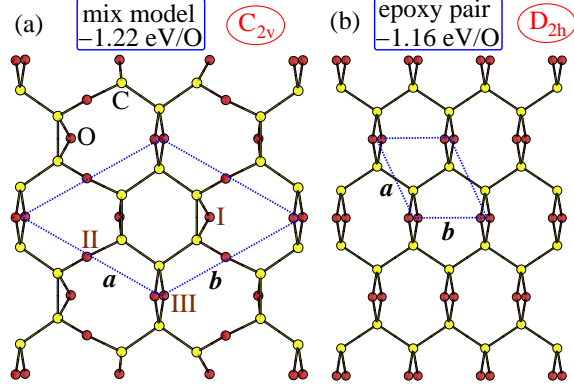 (a)
mix model
−1.22 eV/O
C2v
C
O
I
II
a
b
III
(b)
epoxy pair
−1.16 eV/O
D2h
a
b